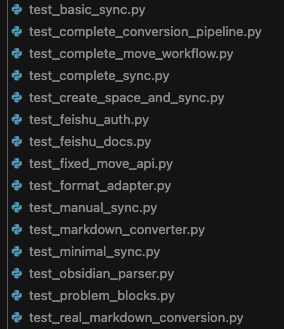 test_basic_sync.py
test_complete_conversion_pipeline.py
test_complete_move_workflow.py
test_complete_sync.py
test_create_space_and_sync.py
test_feishu_auth.py
test_feishu_docs.py
test_fixed_move_api.py
test_format_adapter.py
test_manual_sync.py
test_markdown_converter.py
test_minimal_sync.py
test_obsidian_parser.py
test_problem_blocks.py
test_real_markdown_conversion.py